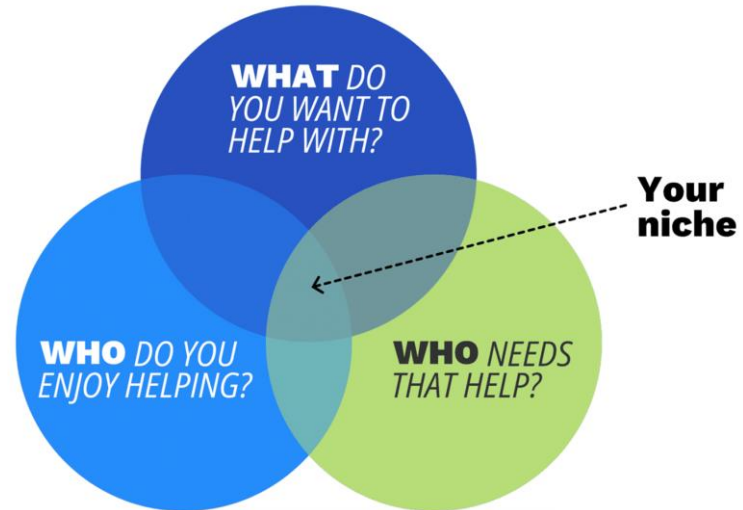 WHAT DO
YOU WANT TO
HELP WITH?
Your
niche
WHO DO YOU
ENJOY HELPING?
WHO NEEDS
THAT HELP?